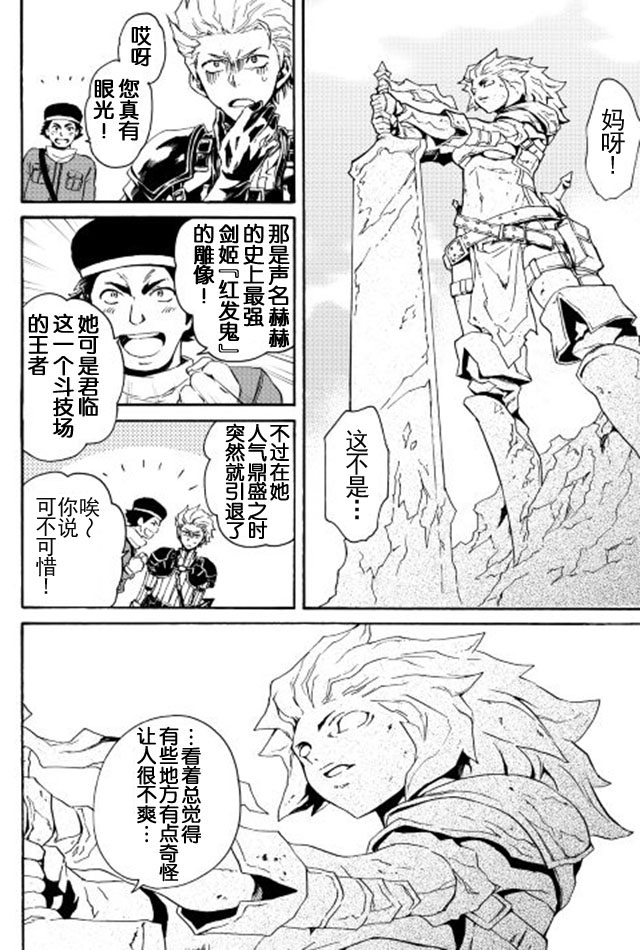 妈呀！
这不是…
哎呀
您真有
眼光！
那是声名赫赫
的史上最强
剑姬『红发鬼』
的雕像！
她可是君临
这一个斗技场
的王者
不过在她
人气鼎盛之时
突然就引退了
唉～
你说
可不可惜！
…看着总觉得
有些地方有点奇怪
让人很不爽…